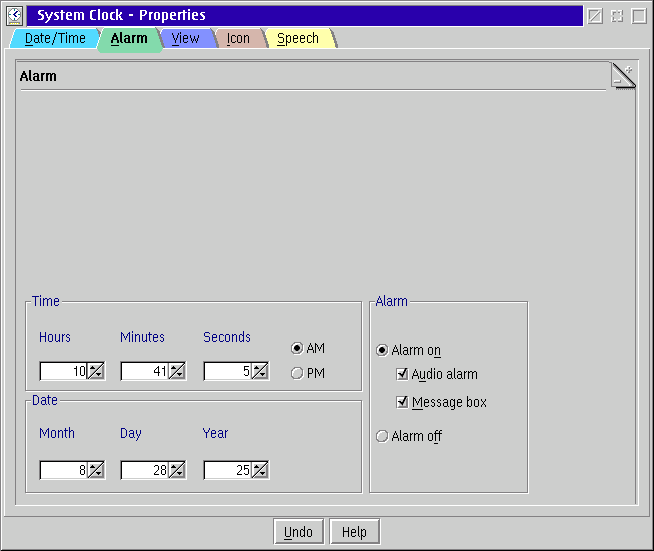 System Clock - Properties
Date/Time Alarm View Icon Speech
Alarm
Time
Hours Minutes Seconds
10 41 5
AM
PM
Date
Month Day Year
8 28 25
Alarm
Alarm on
Audio alarm
Message box
Alarm off
Undo Help